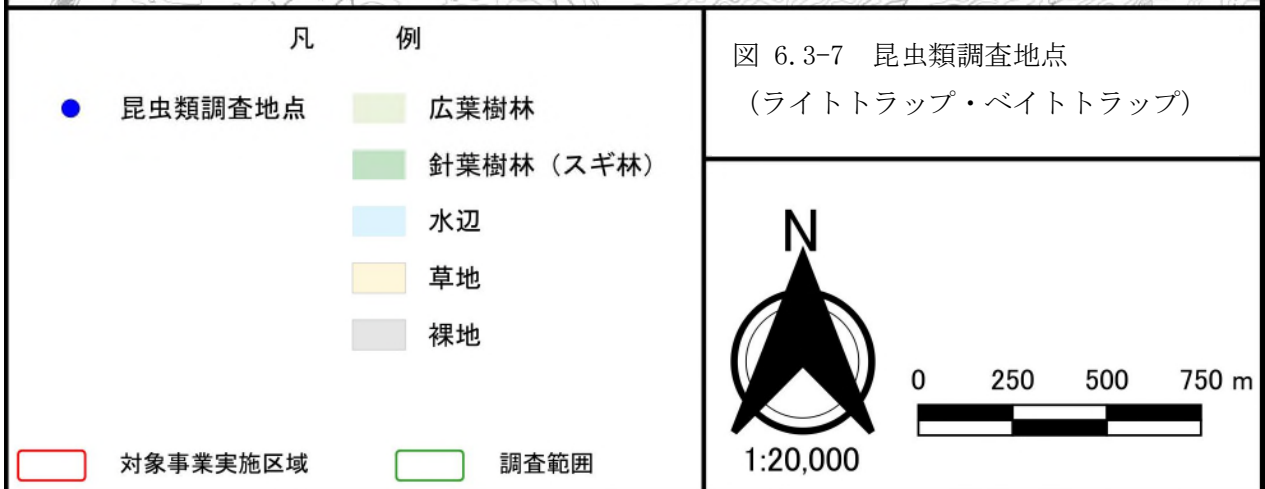 凡 例
昆虫類調査地点
広葉樹林
針葉樹林（スギ林）
水辺
草地
裸地
対象事業実施区域
調査範囲
図 6.3-7 昆虫類調査地点
（ライトトラップ・ベイトトラップ）
N
1:20,000
0 250 500 750 m